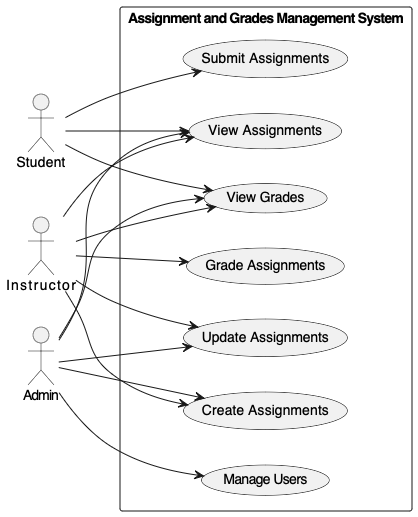 Assignment and Grades Management System
Submit Assignments
View Assignments
Student
View Grades
Grade Assignments
Instructor
Update Assignments
Admin
Create Assignments
Manage Users